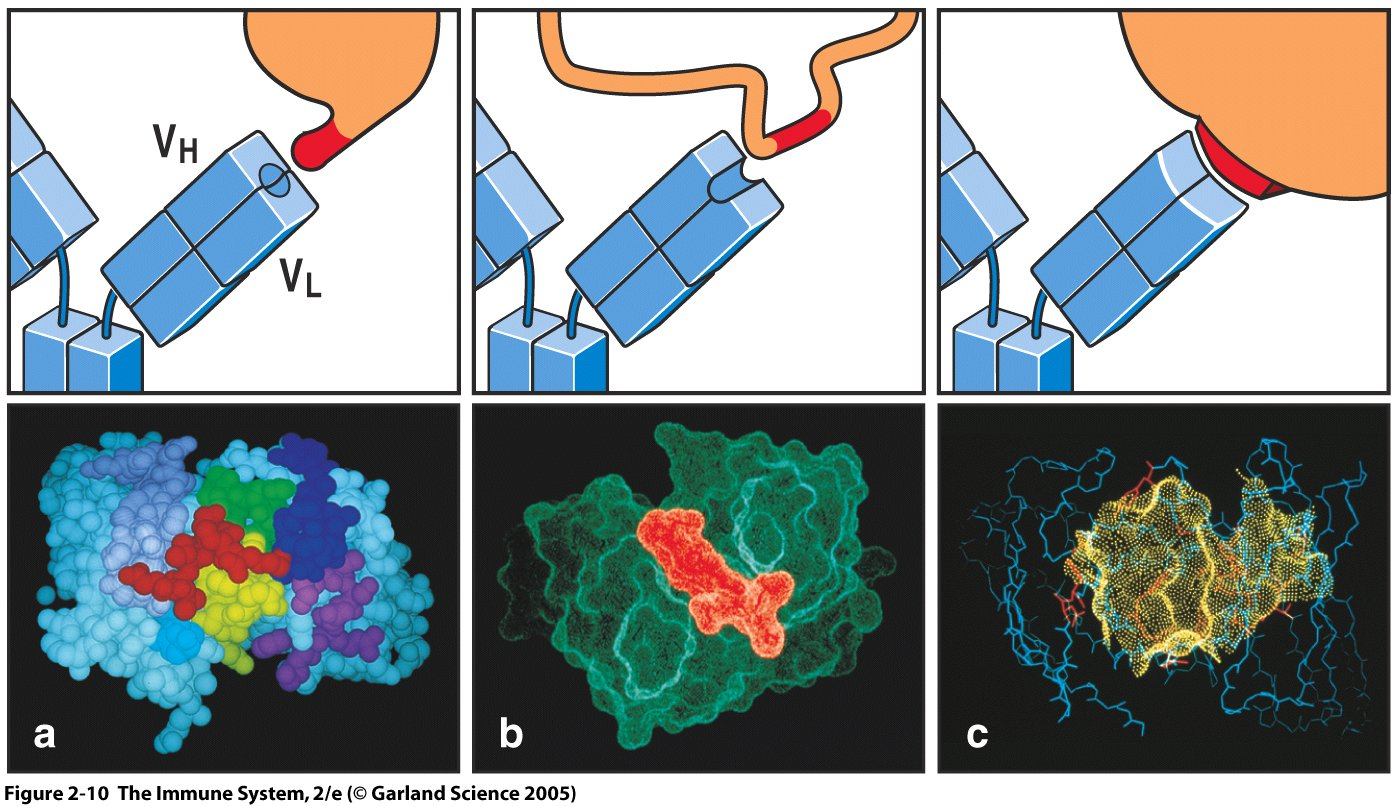 VH
VL
a
b
c
Figure 2-10 The Immune System, 2/e (© Garland Science 2005)